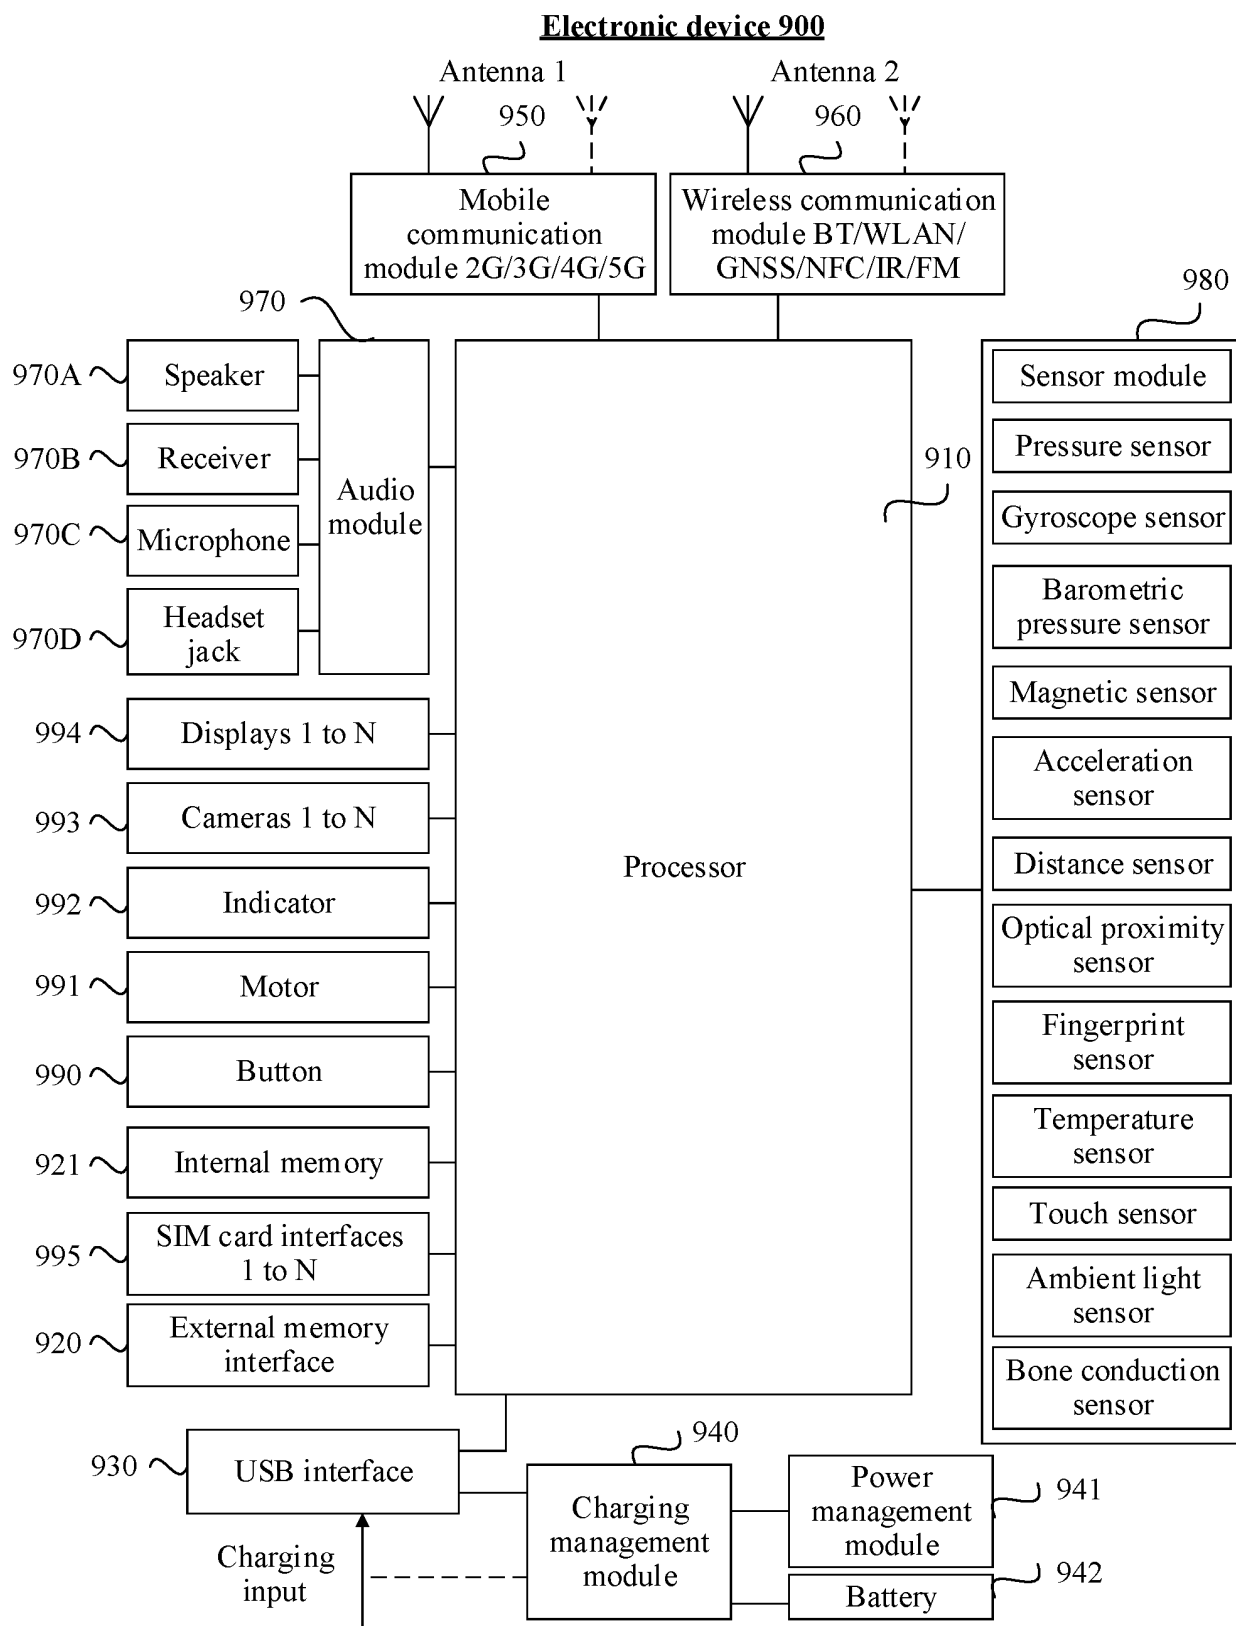 Electronic device 900
Antenna 1
Antenna 2
950
960
Mobile
communication
module 2G/3G/4G/5G
Wireless communication
module BT/WLAN/
GNSS/NFC/IR/FM
970
980
970A
Speaker
970B
Receiver
970C
Microphone
970D
Headset
jack
Audio
module
994
Displays 1 to N
993
Cameras 1 to N
992
Indicator
991
Motor
990
Button
921
Internal memory
995
SIM card interfaces
1 to N
920
External memory
interface
Processor
910
Sensor module
Pressure sensor
Gyroscope sensor
Barometric
pressure sensor
Magnetic sensor
Acceleration
sensor
Distance sensor
Optical proximity
sensor
Fingerprint
sensor
Temperature
sensor
Touch sensor
Ambient light
sensor
Bone conduction
sensor
930
USB interface
940
Charging
management
module
Power
management
module
941
Battery
942
Charging
input